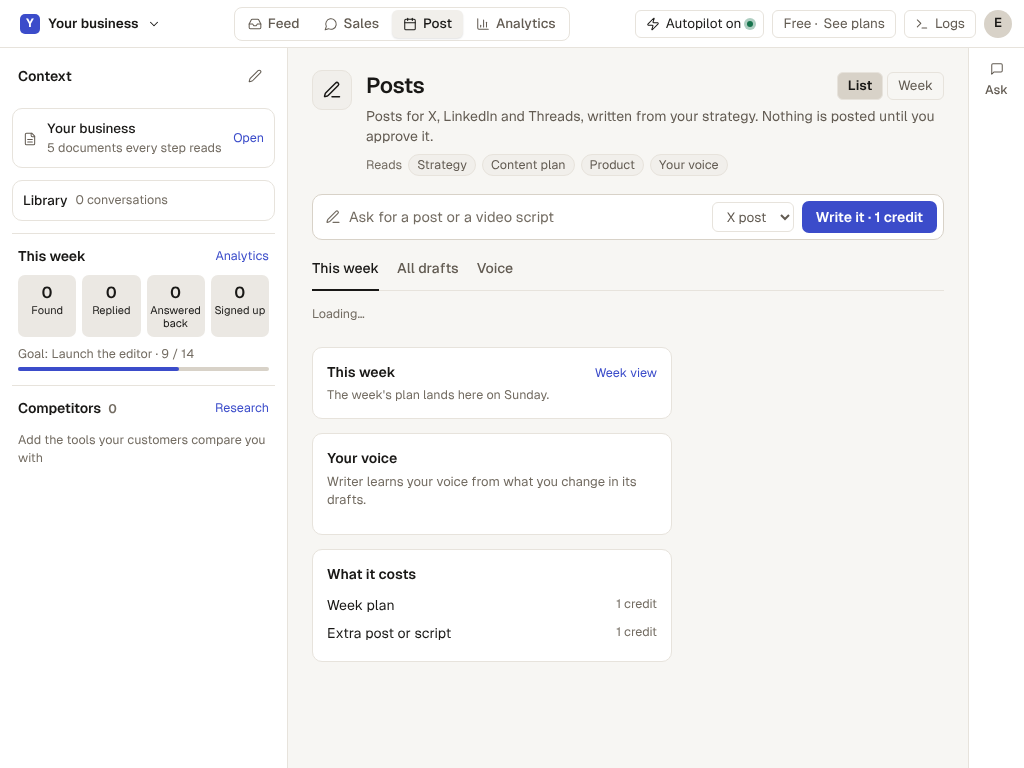 Y Your business
Feed
Sales
Post
Analytics
Autopilot on
Free · See plans
Logs
E
Context
Your business
5 documents every step reads
Open
Library 0 conversations
This week
Analytics
0 Found
0 Replied
0 Answered back
0 Signed up
Goal: Launch the editor · 9 / 14
Competitors 0
Research
Add the tools your customers compare you
with
Posts
List
Week
Posts for X, LinkedIn and Threads, written from your strategy. Nothing is posted until you
approve it.
Reads Strategy Content plan Product Your voice
Ask for a post or a video script
X post
Write it · 1 credit
This week
All drafts
Voice
Loading...
This week
Week view
The week's plan lands here on Sunday.
Your voice
Writer learns your voice from what you change in its
drafts.
What it costs
Week plan 1 credit
Extra post or script 1 credit
Ask